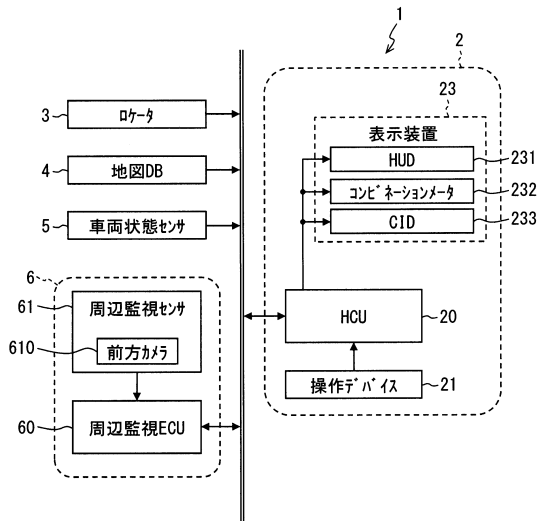 1
2
23
3
ロケータ
表示装置
HUD
231
4
地図DB
コンビネーションメータ
232
5
車両状態センサ
CID
233
6
61
周辺監視センサ
610
前方カメラ
HCU
20
60
周辺監視ECU
操作デバイス
21